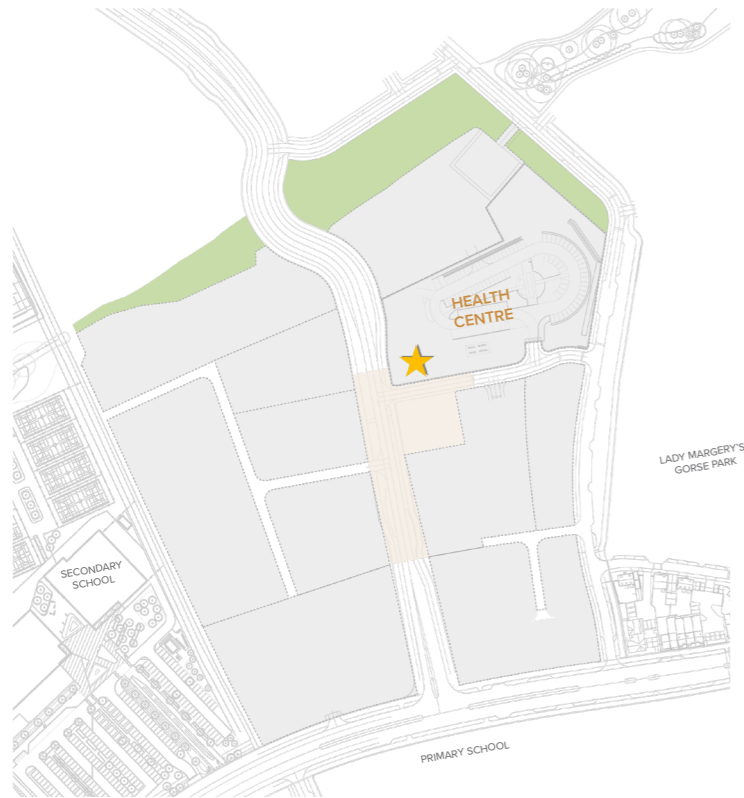 HEALTH
CENTRE
LADY MARGERY'S
GORSE PARK
SECONDARY
SCHOOL
PRIMARY SCHOOL